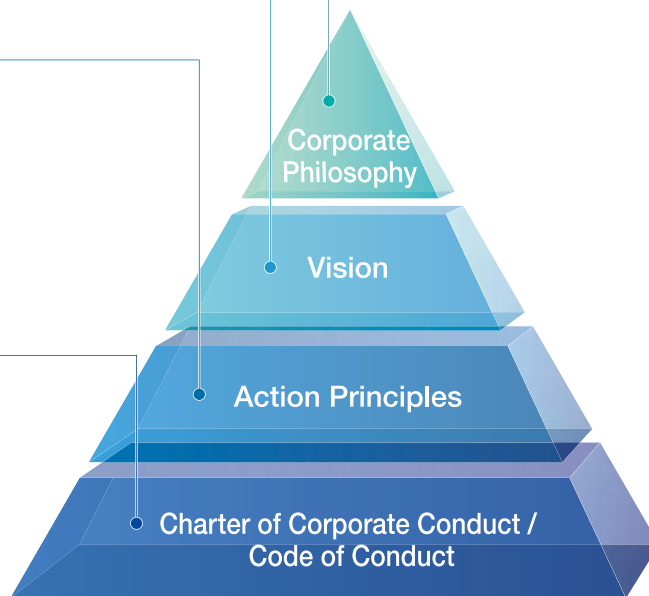 Corporate
Philosophy
Vision
Action Principles
Charter of Corporate Conduct /
Code of Conduct